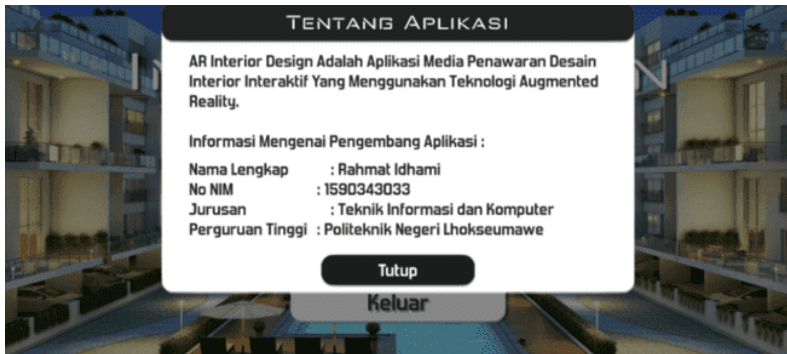 TENTANG APLIKASI
AR Interior Design Adalah Aplikasi Media Penawaran Desain
Interior Interaktif Yang Menggunakan Teknologi Augmented
Reality.
Informasi Mengenai Pengembang Aplikasi :
Nama Lengkap : Rahmat Idhami
No NIM : 1590343033
Jurusan : Teknik Informasi dan Komputer
Perguruan Tinggi : Politeknik Negeri Lhokseumawe
Tutup
Keluar